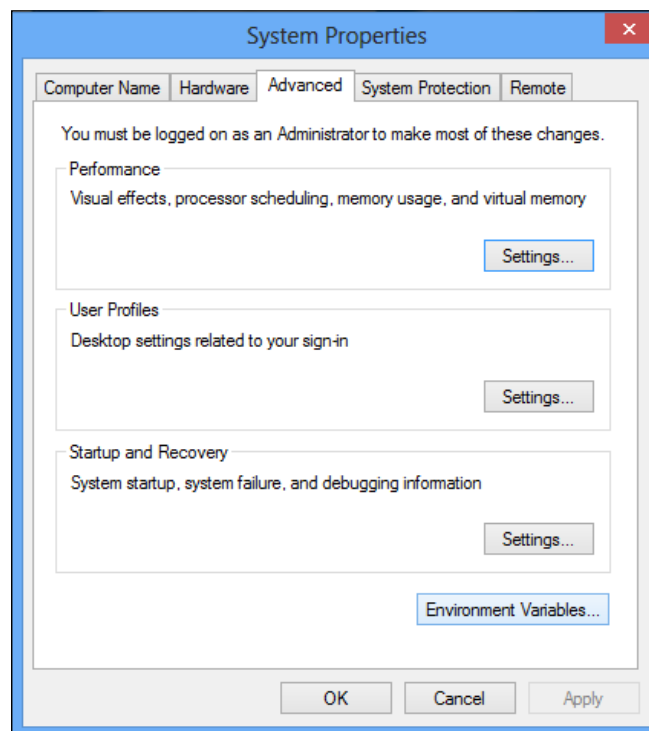 System Properties
Computer Name Hardware Advanced System Protection Remote
You must be logged on as an Administrator to make most of these changes.
Performance
Visual effects, processor scheduling, memory usage, and virtual memory
Settings...
User Profiles
Desktop settings related to your sign-in
Settings...
Startup and Recovery
System startup, system failure, and debugging information
Settings...
Environment Variables...
OK Cancel Apply